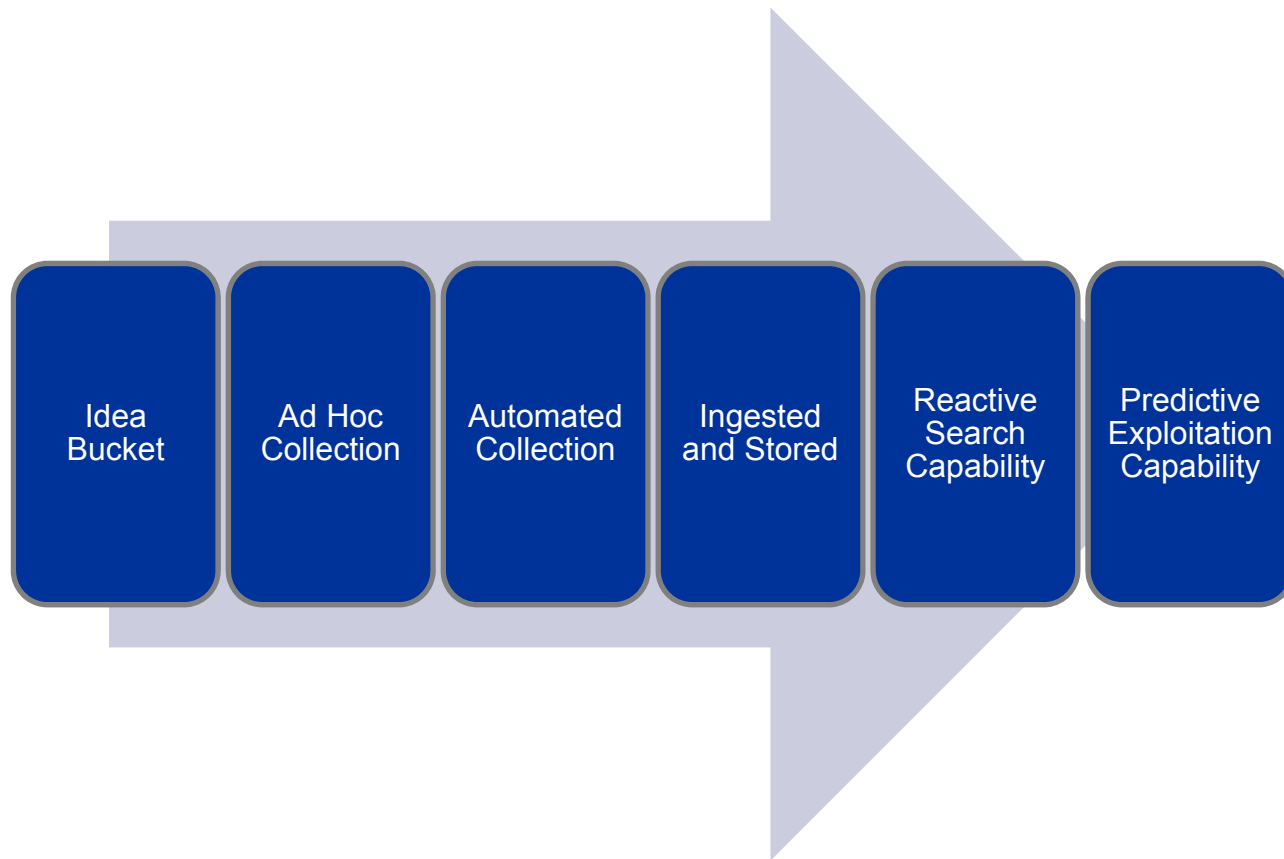 Idea
Bucket
Ad Hoc
Collection
Automated
Collection
Ingested
and Stored
Reactive
Search
Capability
Predictive
Exploitation
Capability